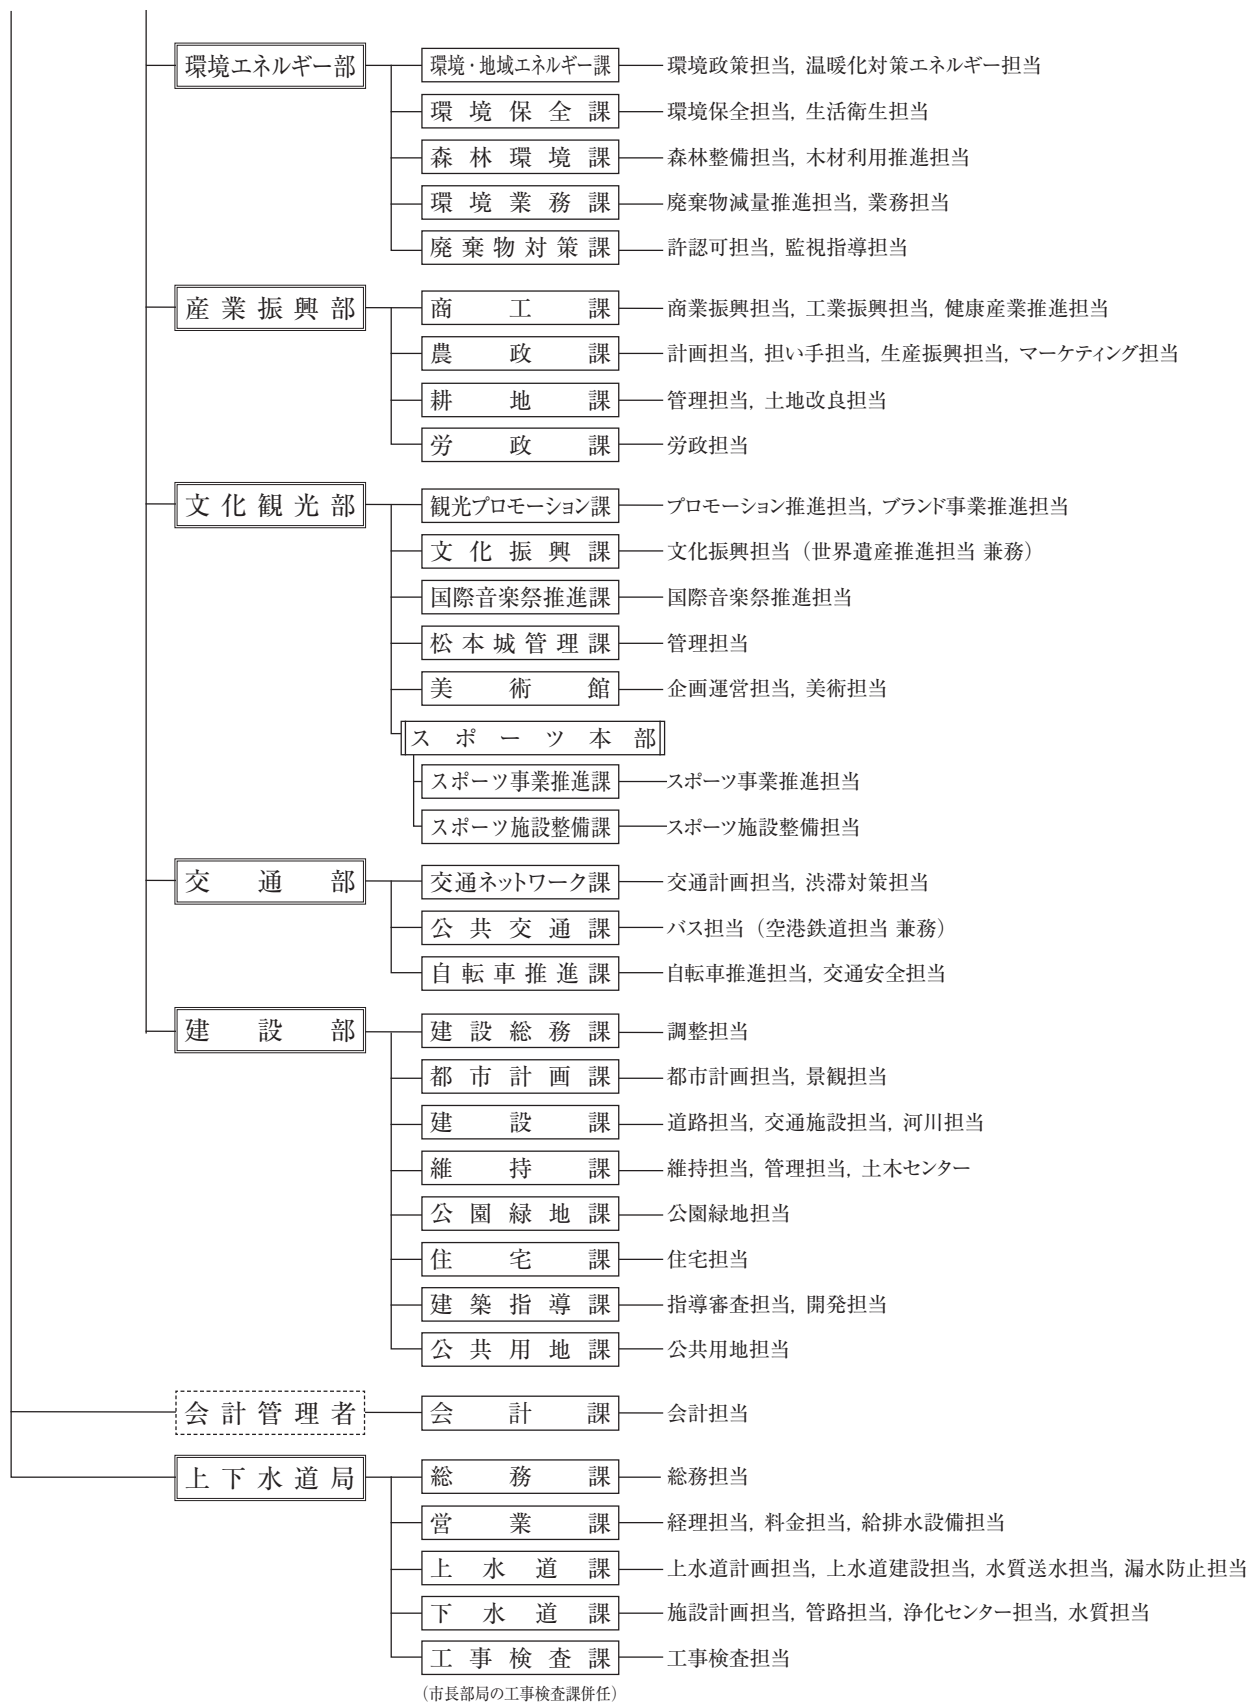 環境エネルギー部 環境・地域エネルギー課 環境政策担当, 温暖化対策エネルギー担当
環境保全課 環境保全担当, 生活衛生担当
森林環境課 森林整備担当, 木材利用推進担当
環境業務課 廃棄物減量推進担当, 業務担当
廃棄物対策課 許認可担当, 監視指導担当
産業振興部 商工課 商業振興担当, 工業振興担当, 健康産業推進担当
農政課 計画担当, 担い手担当, 生産振興担当, マーケティング担当
耕地課 管理担当, 土地改良担当
労政課 労政担当
文化観光部 観光プロモーション課 プロモーション推進担当, ブランド事業推進担当
文化振興課 文化振興担当（世界遺産推進担当 兼務）
国際音楽祭推進課 国際音楽祭推進担当
松本城管理課 管理担当
美術館 企画運営担当, 美術担当
スポーツ本部
スポーツ事業推進課 スポーツ事業推進担当
スポーツ施設整備課 スポーツ施設整備担当
交通部 交通ネットワーク課 交通計画担当, 渋滞対策担当
公共交通課 バス担当（空港鉄道担当 兼務）
自転車推進課 自転車推進担当, 交通安全担当
建設部 建設総務課 調整担当
都市計画課 都市計画担当, 景観担当
建設課 道路担当, 交通施設担当, 河川担当
維持課 維持担当, 管理担当, 土木センター
公園緑地課 公園緑地担当
住宅課 住宅担当
建築指導課 指導審査担当, 開発担当
公共用地課 公共用地担当
会計管理者 会計課 会計担当
上下水道局 総務課 総務担当
営業課 経理担当, 料金担当, 給排水設備担当
上水道課 上水道計画担当, 上水道建設担当, 水質送水担当, 漏水防止担当
下水道課 施設計画担当, 管路担当, 浄化センター担当, 水質担当
工事検査課 工事検査担当
（市長部局の工事検査課併任）